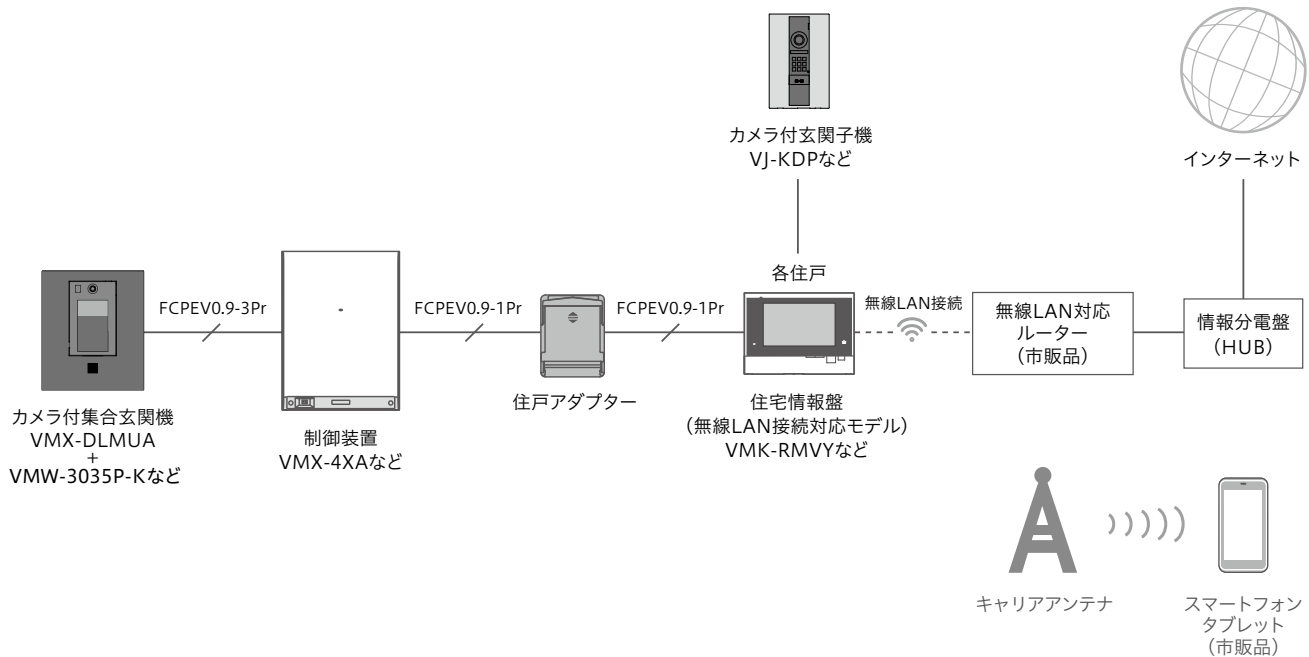 カメラ付玄関子機
VJ-KDPなど
インターネット
各住戸
FCPEV0.9-3Pr
FCPEV0.9-1Pr
FCPEV0.9-1Pr
無線LAN接続
無線LAN対応
ルーター
（市販品）
情報分電盤
（HUB）
カメラ付集合玄関機
VMX-DLMUA
+
VMW-3035P-Kなど
制御装置
VMX-4XAなど
住戸アダプター
住宅情報盤
（無線LAN接続対応モデル）
VMK-RMVYなど
キャリアアンテナ
スマートフォン
タブレット
（市販品）